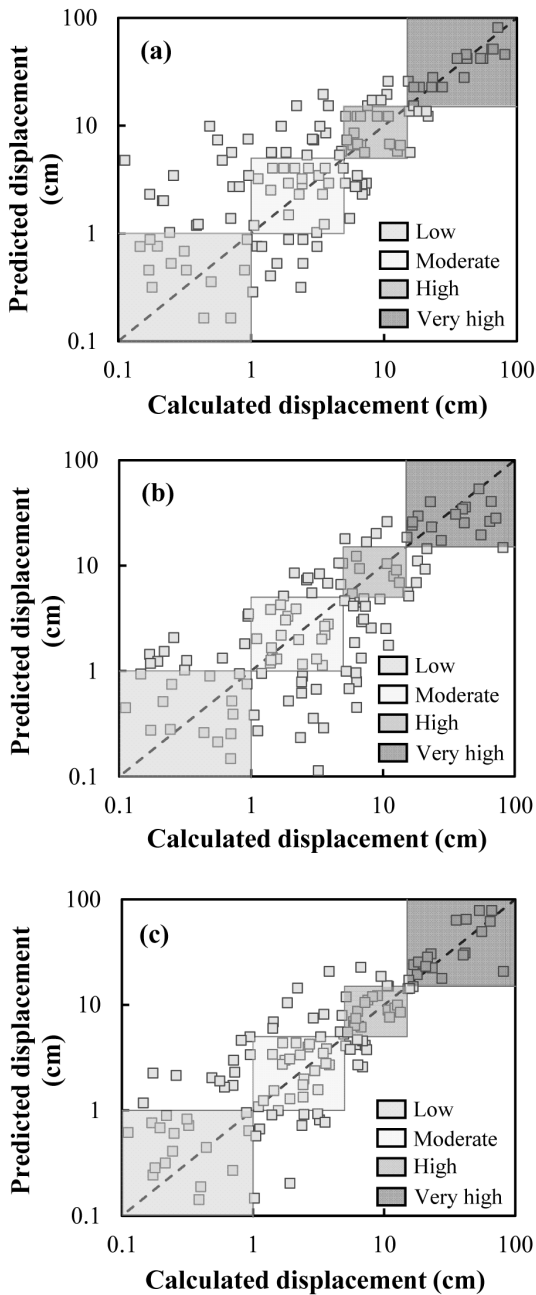 100
(a)
10
1
0.1
Predicted displacement
(cm)
Low
Moderate
High
Very high
0.1 1 10 100
Calculated displacement (cm)
100
(b)
10
1
0.1
Predicted displacement
(cm)
Low
Moderate
High
Very high
0.1 1 10 100
Calculated displacement (cm)
100
(c)
10
1
0.1
Predicted displacement
(cm)
Low
Moderate
High
Very high
0.1 1 10 100
Calculated displacement (cm)